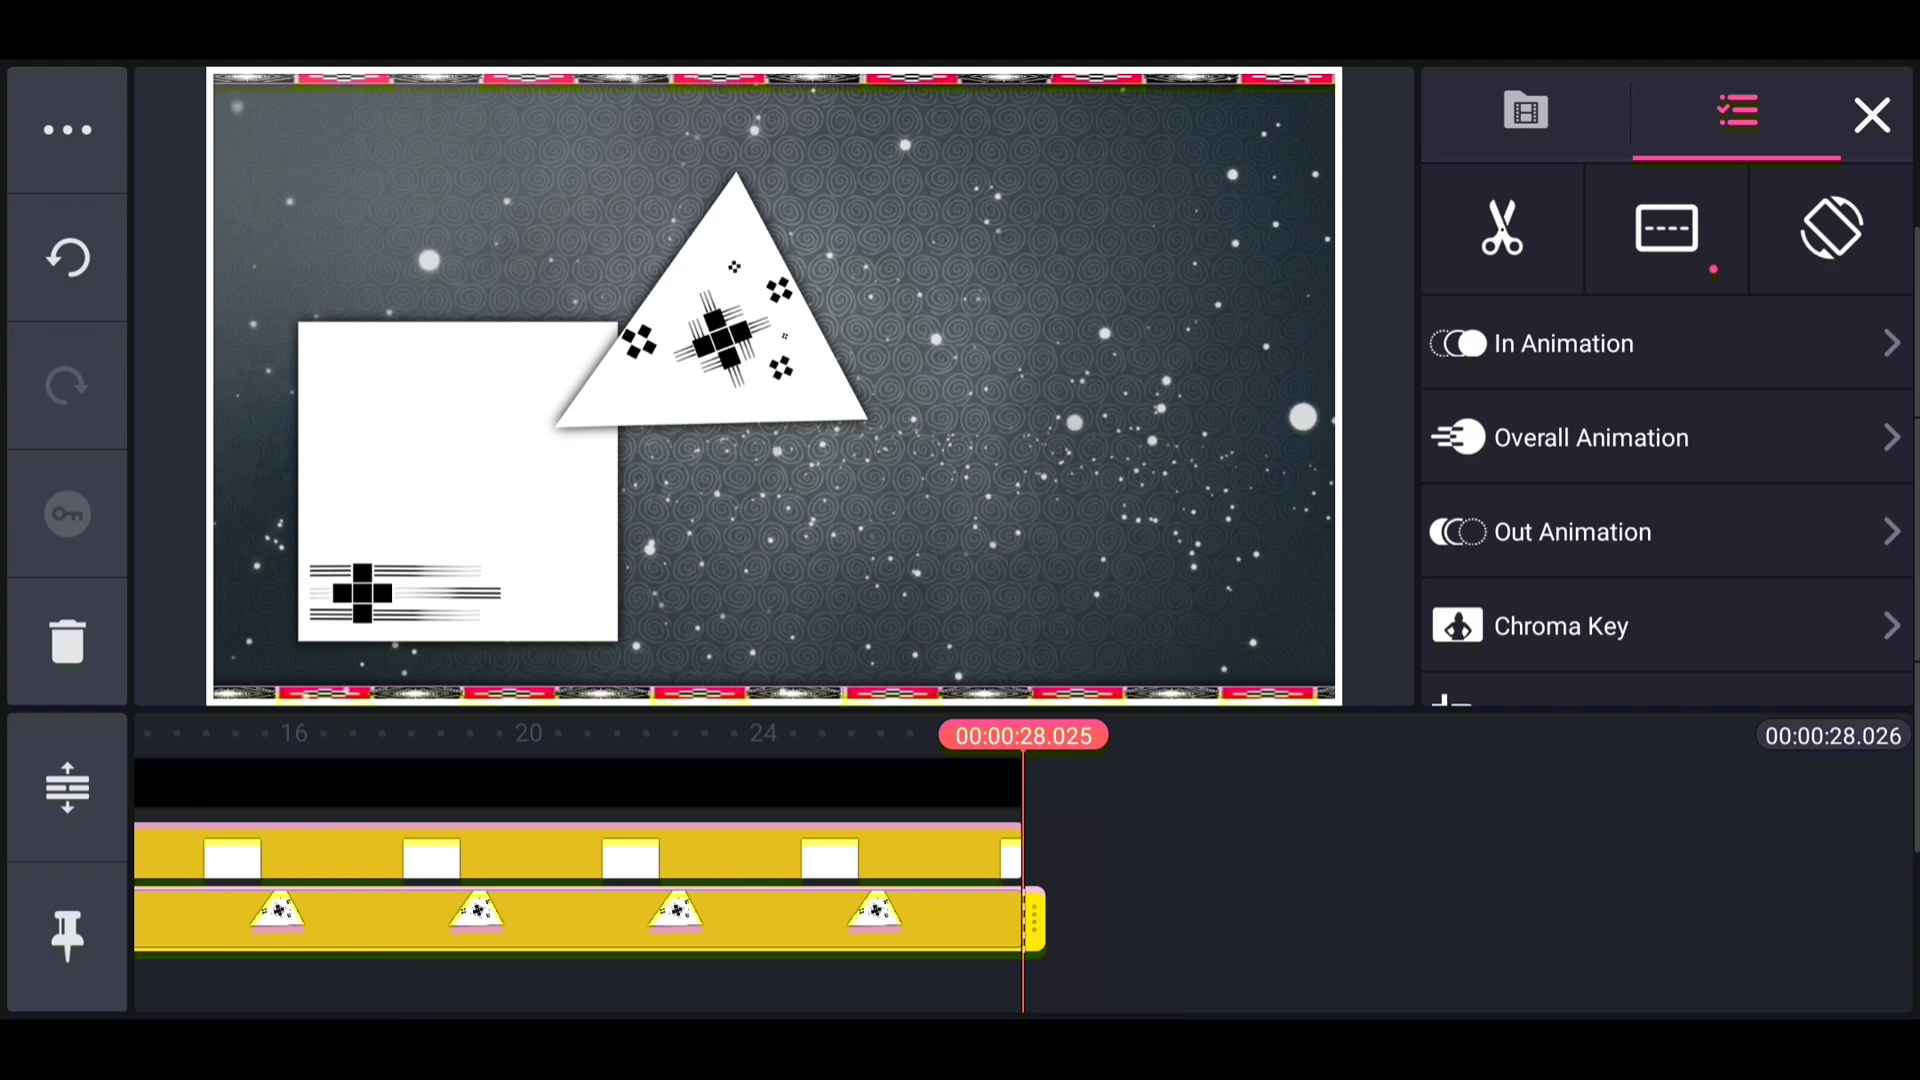 In Animation
Overall Animation
Out Animation
Chroma Key
16
20
24
00:00:28.025
00:00:28.026